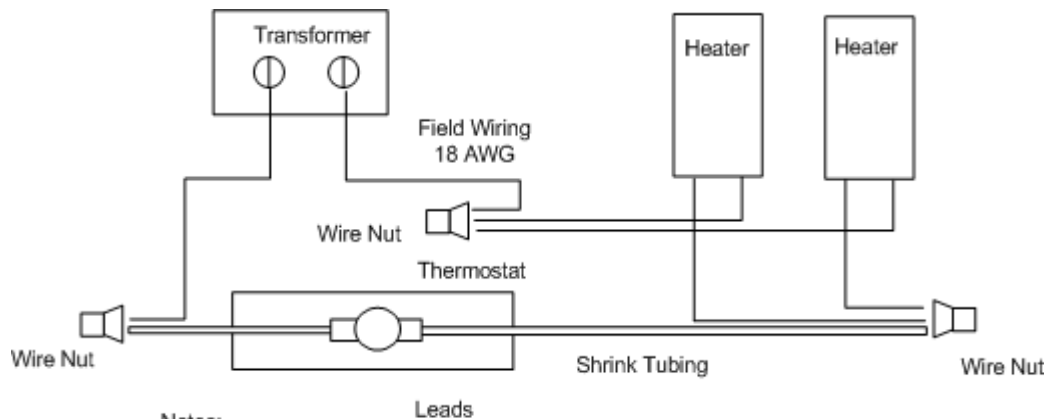 Transformer
Heater
Heater
Field Wiring
18 AWG
Wire Nut
Thermostat
Wire Nut
Shrink Tubing
Wire Nut
Leads
Notes: